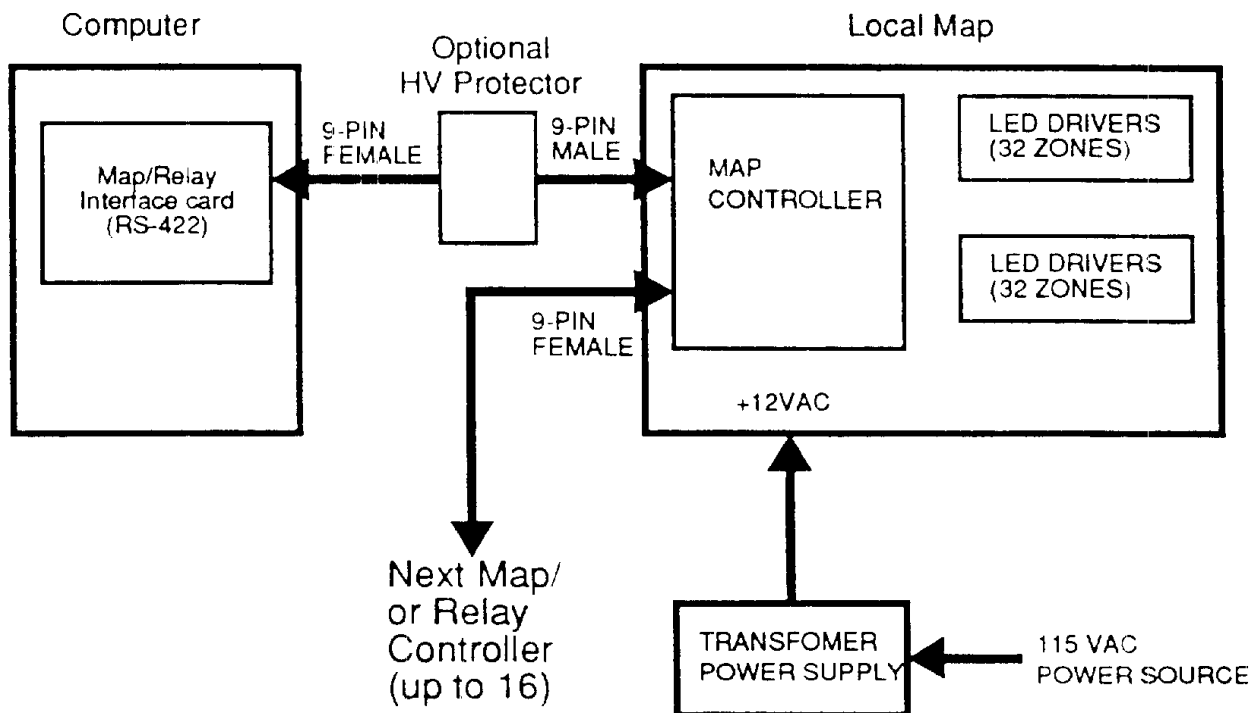 Computer
Optional
HV Protector
Local Map
9-PIN
FEMALE
9-PIN
MALE
Map/Relay
Interface card
(RS-422)
MAP
CONTROLLER
LED DRIVERS
(32 ZONES)
LED DRIVERS
(32 ZONES)
9-PIN
FEMALE
+12VAC
Next Map/
or Relay
Controller
(up to 16)
TRANSFOMER
POWER SUPPLY
115 VAC
POWER SOURCE